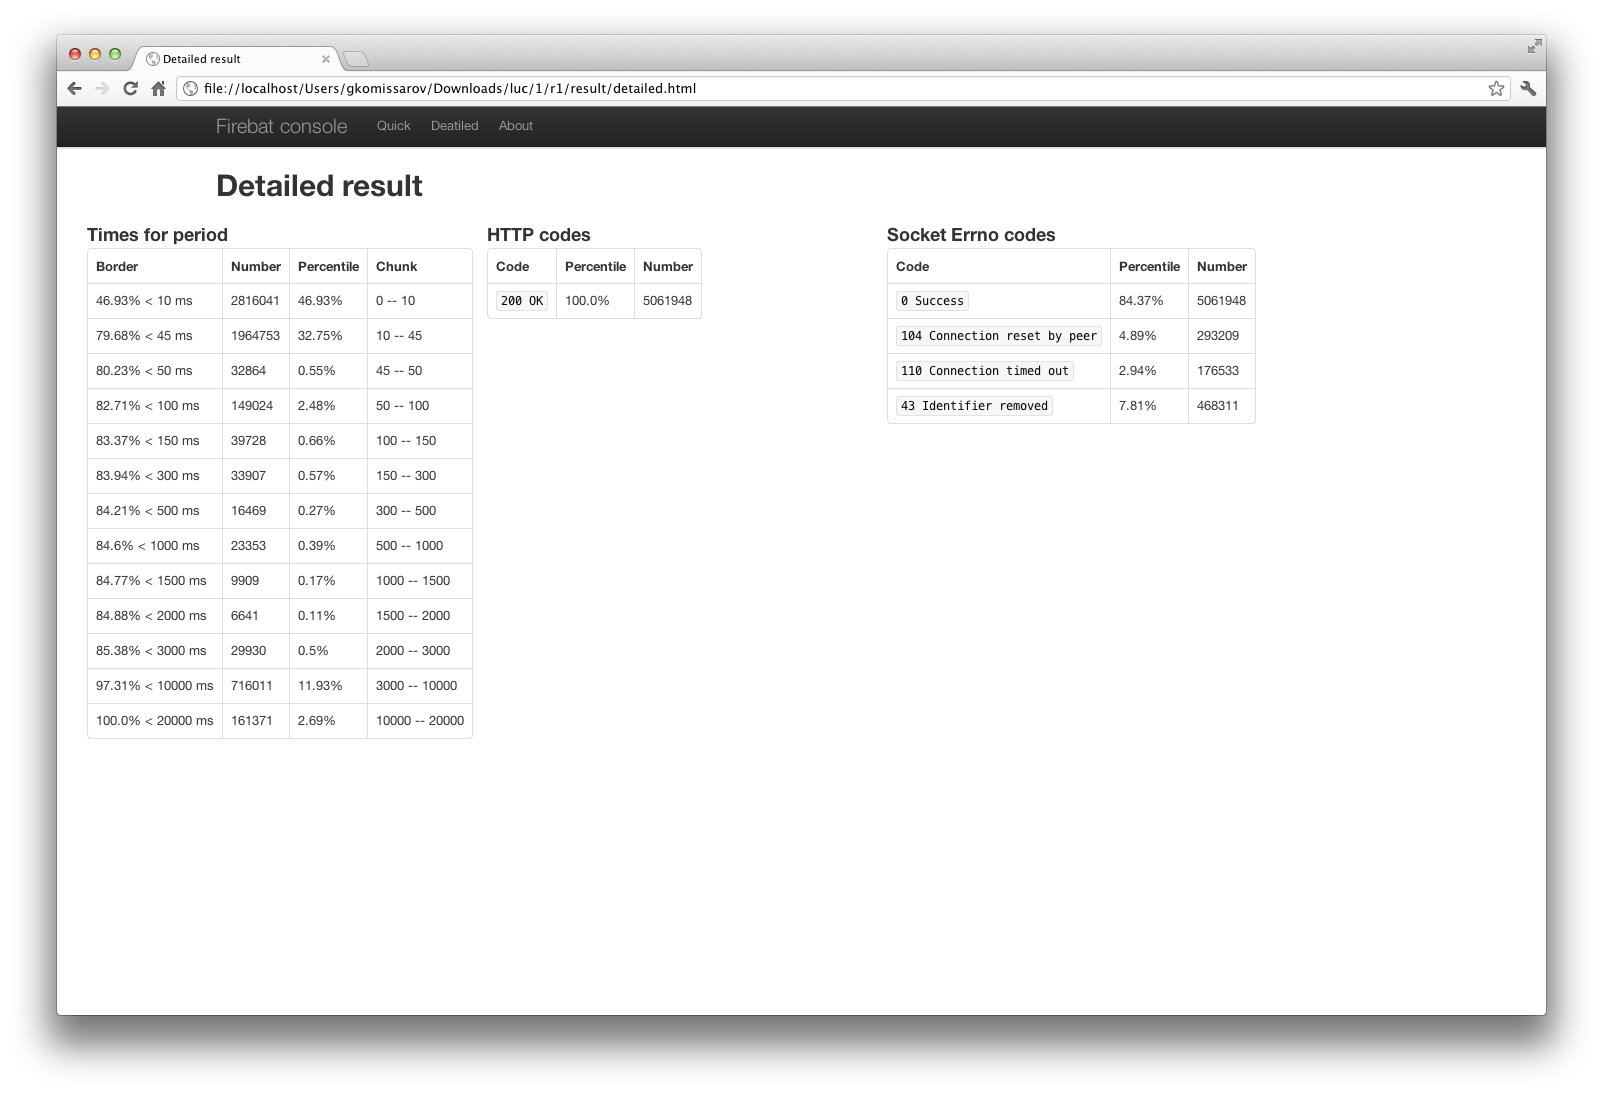 Detailed result
file://localhost/Users/gkomissarov/Downloads/luc/1/r1/result/detailed.html
Firebat console Quick Deatiled About
Detailed result
Times for period
Border Number Percentile Chunk
46.93% < 10 ms 2816041 46.93% 0 -- 10
79.68% < 45 ms 1964753 32.75% 10 -- 45
80.23% < 50 ms 32864 0.55% 45 -- 50
82.71% < 100 ms 149024 2.48% 50 -- 100
83.37% < 150 ms 39728 0.66% 100 -- 150
83.94% < 300 ms 33907 0.57% 150 -- 300
84.21% < 500 ms 16469 0.27% 300 -- 500
84.6% < 1000 ms 23353 0.39% 500 -- 1000
84.77% < 1500 ms 9909 0.17% 1000 -- 1500
84.88% < 2000 ms 6641 0.11% 1500 -- 2000
85.38% < 3000 ms 29930 0.5% 2000 -- 3000
97.31% < 10000 ms 716011 11.93% 3000 -- 10000
100.0% < 20000 ms 161371 2.69% 10000 -- 20000
HTTP codes
Code Percentile Number
200 OK 100.0% 5061948
Socket Errno codes
Code Percentile Number
0 Success 84.37% 5061948
104 Connection reset by peer 4.89% 293209
110 Connection timed out 2.94% 176533
43 Identifier removed 7.81% 468311